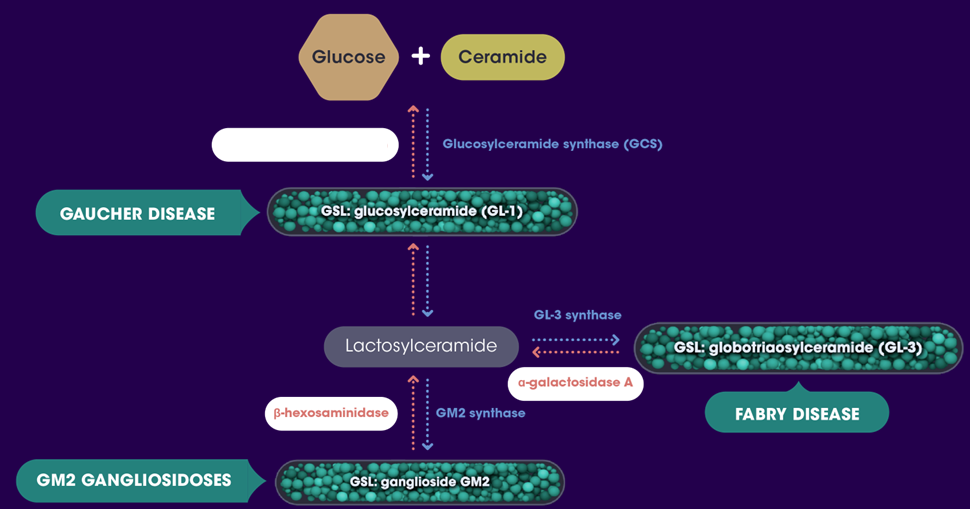 Glucose
+
Ceramide
Glucosylceramide synthase (GCS)
GAUCHER DISEASE
GSL: glucosylceramide (GL-1)
GL-3 synthase
Lactosylceramide
GSL: globotriaosylceramide (GL-3)
α-galactosidase A
β-hexosaminidase
GM2 synthase
FABRY DISEASE
GM2 GANGLIOSIDOSES
GSL: ganglioside GM2